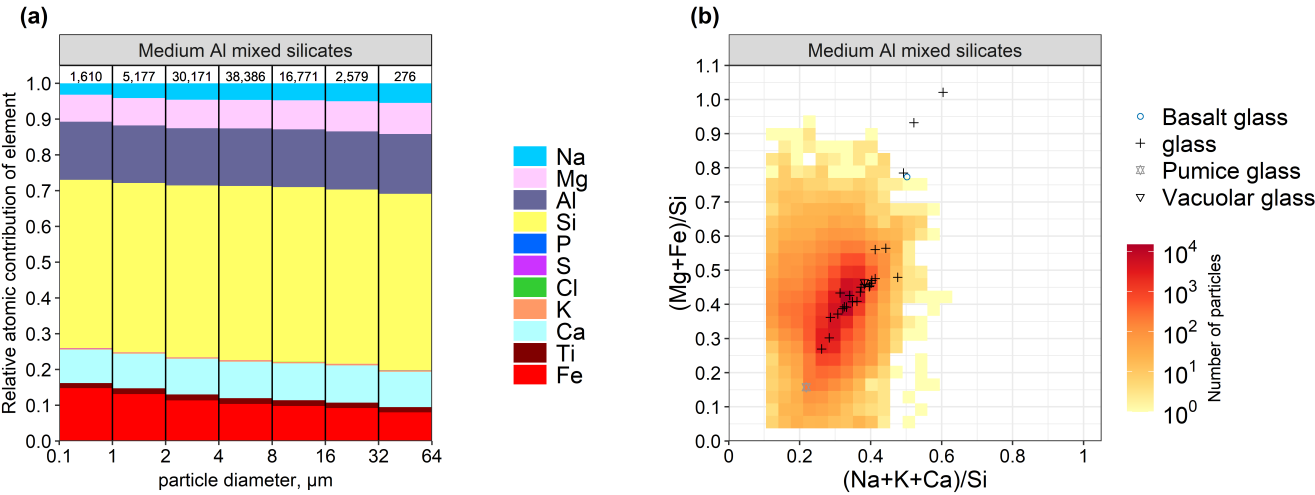 (a)
Medium Al mixed silicates
1,610 5,177 30,171 38,386 16,771 2,579 276
1.0
0.9
0.8
0.7
0.6
0.5
0.4
0.3
0.2
0.1
0.0
Relative atomic contribution of element
0.1 1 2 4 8 16 32 64
particle diameter, µm
Na
Mg
Al
Si
P
S
Cl
K
Ca
Ti
Fe
(b)
Medium Al mixed silicates
1.1
1.0
0.9
0.8
0.7
0.6
0.5
0.4
0.3
0.2
0.1
0.0
(Mg+Fe)/Si
0 0.2 0.4 0.6 0.8 1
(Na+K+Ca)/Si
Basalt glass
glass
Pumice glass
Vacuolar glass
10⁴
10³
10²
10¹
10⁰
Number of particles